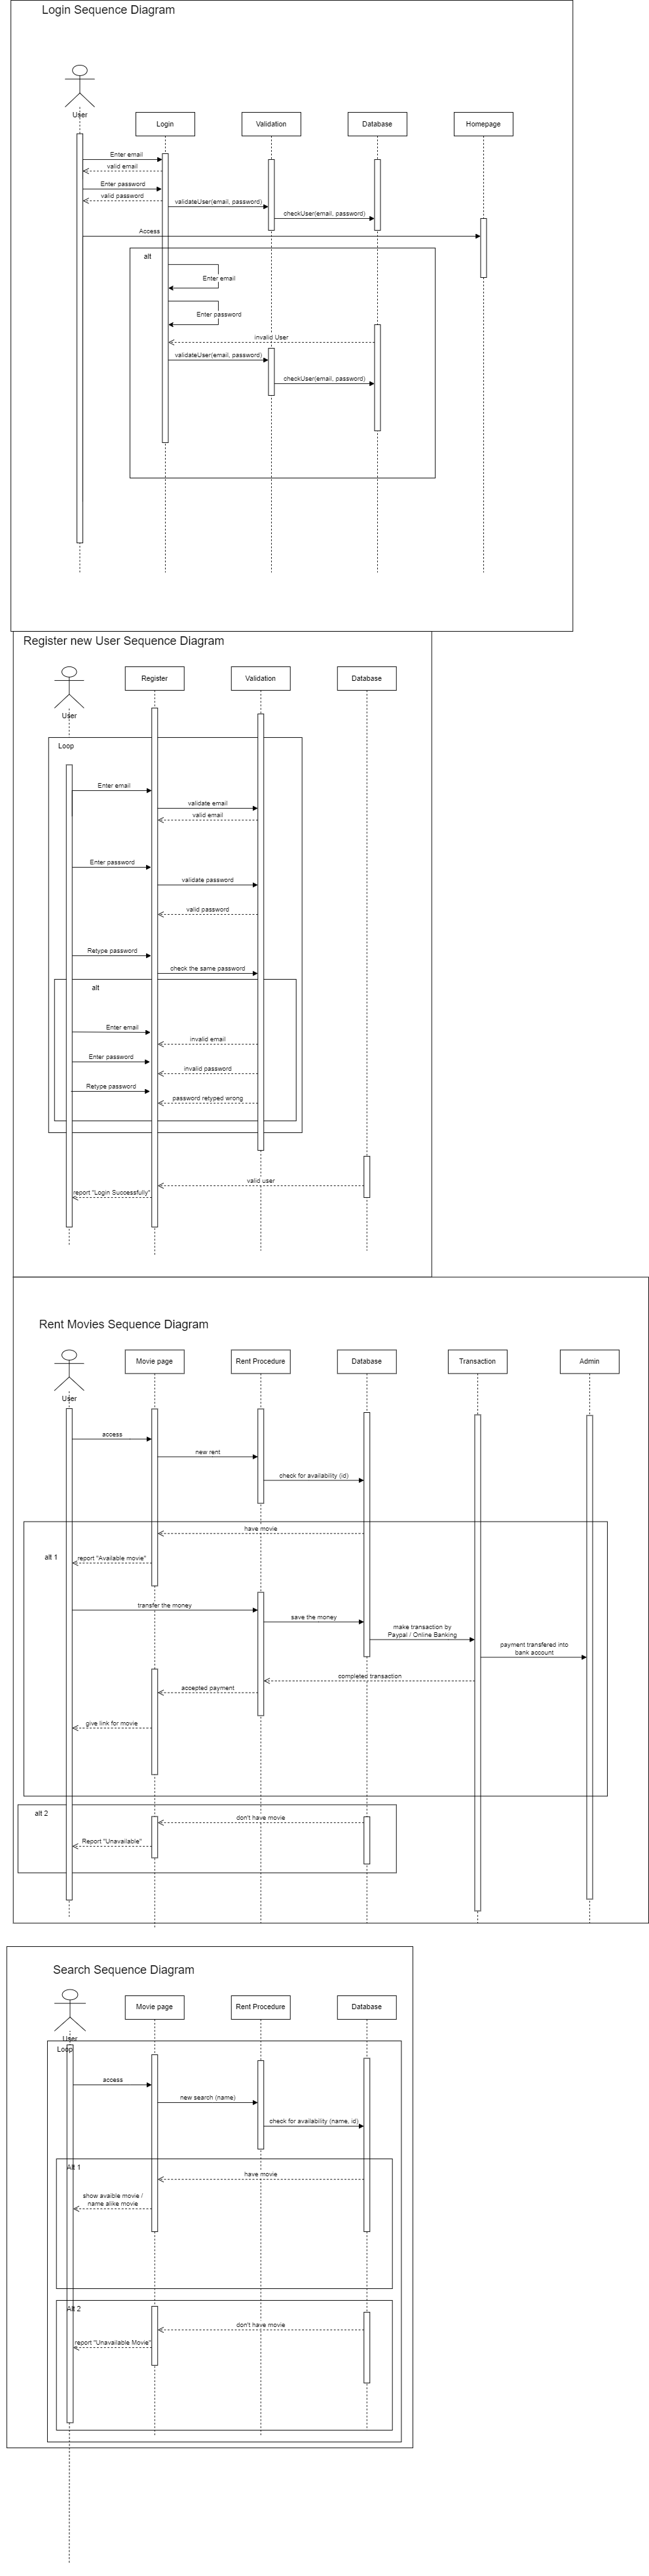 Login Sequence Diagram
User
Login
Validation
Database
Homepage
Enter email
valid email
Enter password
valid password
validateUser(email, password)
checkUser(email, password)
Access
alt
Enter email
Enter password
invalid User
validateUser(email, password)
checkUser(email, password)
Register new User Sequence Diagram
User
Register
Validation
Database
Loop
Enter email
validate email
valid email
Enter password
validate password
valid password
Retype password
check the same password
alt
Enter email
invalid email
Enter password
invalid password
Retype password
password retyped wrong
valid user
report "Login Successfully"
Rent Movies Sequence Diagram
User
Movie page
Rent Procedure
Database
Transaction
Admin
access
new rent
check for availability (id)
have movie
alt 1
report "Available movie"
transfer the money
save the money
make transaction by
Paypal / Online Banking
payment transfered into
bank account
completed transaction
accepted payment
give link for movie
alt 2
don't have movie
Report "Unavailable"
Search Sequence Diagram
User
Movie page
Rent Procedure
Database
Loop
access
new search (name)
check for availability (name, id)
Alt 1
have movie
show avaible movie /
name alike movie
Alt 2
don't have movie
report "Unavailable Movie"